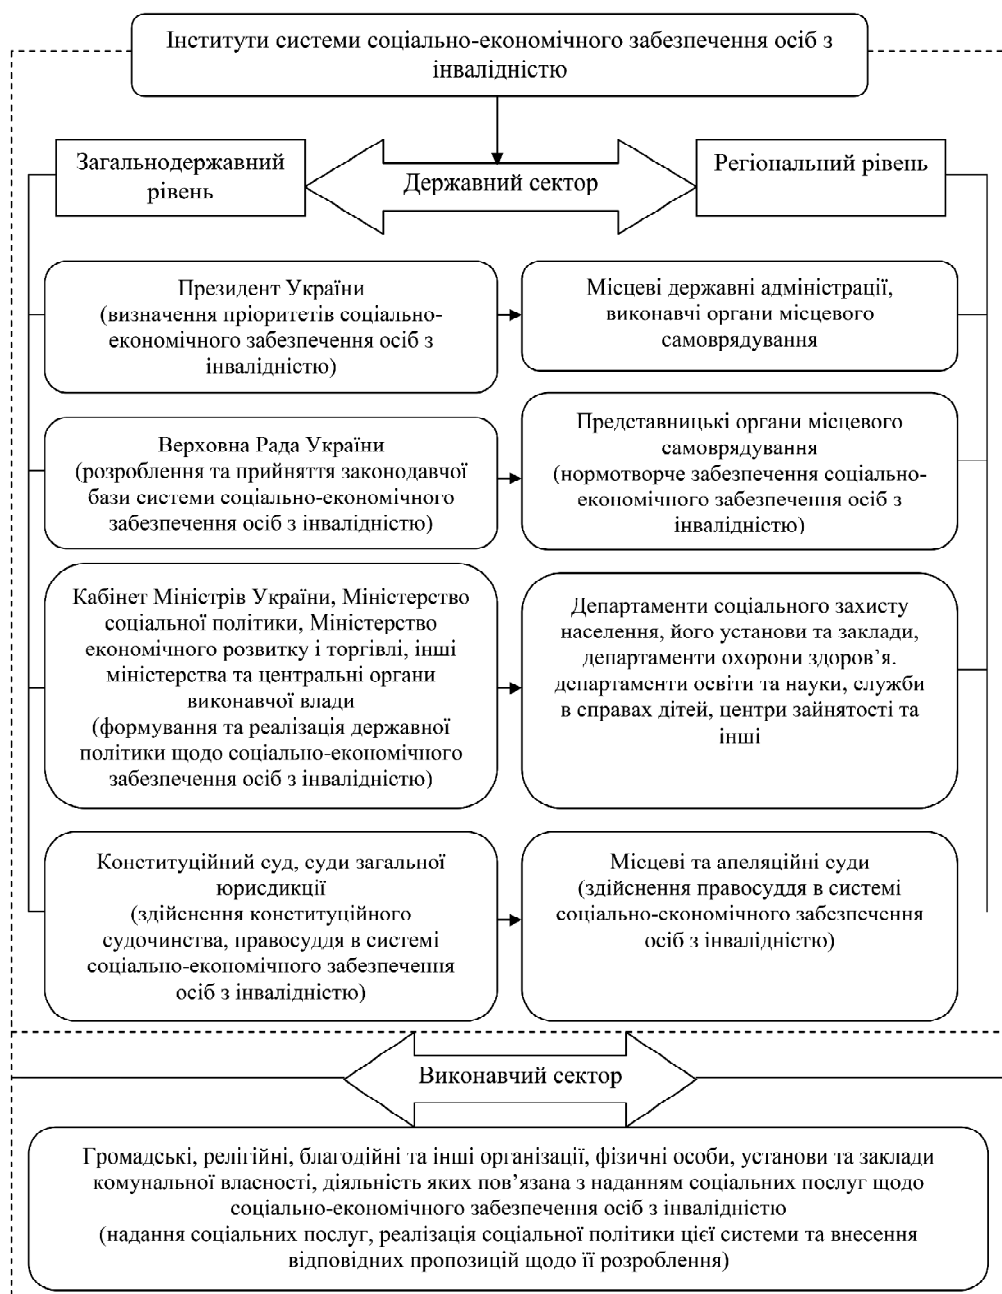 Інститути системи соціально-економічного забезпечення осіб з
інвалідністю
Загальнодержавний
рівень
Державний сектор
Регіональний рівень
Президент України
(визначення пріоритетів соціально-
економічного забезпечення осіб з
інвалідністю)
Місцеві державні адміністрації,
виконавчі органи місцевого
самоврядування
Верховна Рада України
(розроблення та прийняття законодавчої
бази системи соціально-економічного
забезпечення осіб з інвалідністю)
Представницькі органи місцевого
самоврядування
(нормотворче забезпечення соціально-
економічного забезпечення осіб з
інвалідністю)
Кабінет Міністрів України, Міністерство
соціальної політики, Міністерство
економічного розвитку і торгівлі, інші
міністерства та центральні органи
виконавчої влади
(формування та реалізація державної
політики щодо соціально-економічного
забезпечення осіб з інвалідністю)
Департаменти соціального захисту
населення, його установи та заклади,
департаменти охорони здоров’я.
департаменти освіти та науки, служби
в справах дітей, центри зайнятості та
інші
Конституційний суд, суди загальної
юрисдикції
(здійснення конституційного
судочинства, правосуддя в системі
соціально-економічного забезпечення
осіб з інвалідністю)
Місцеві та апеляційні суди
(здійснення правосуддя в системі
соціально-економічного забезпечення
осіб з інвалідністю)
Виконавчий сектор
Громадські, релігійні, благодійні та інші організації, фізичні особи, установи та заклади
комунальної власності, діяльність яких пов’язана з наданням соціальних послуг щодо
соціально-економічного забезпечення осіб з інвалідністю
(надання соціальних послуг, реалізація соціальної політики цієї системи та внесення
відповідних пропозицій щодо її розроблення)